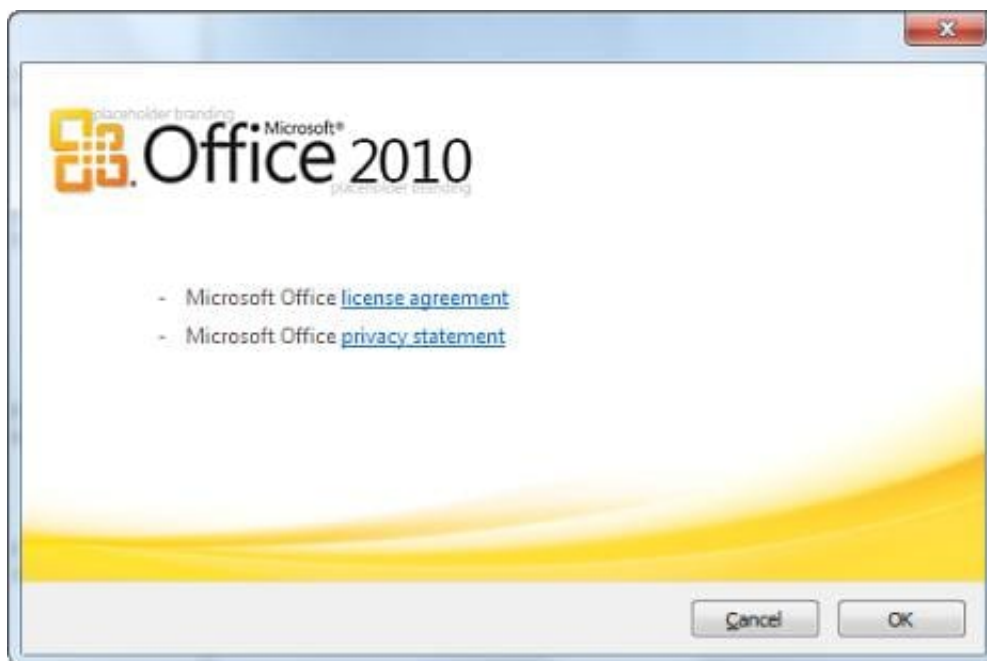 placeholder branding
Microsoft®
Office 2010
placeholder branding
- Microsoft Office license agreement
- Microsoft Office privacy statement
Cancel
OK